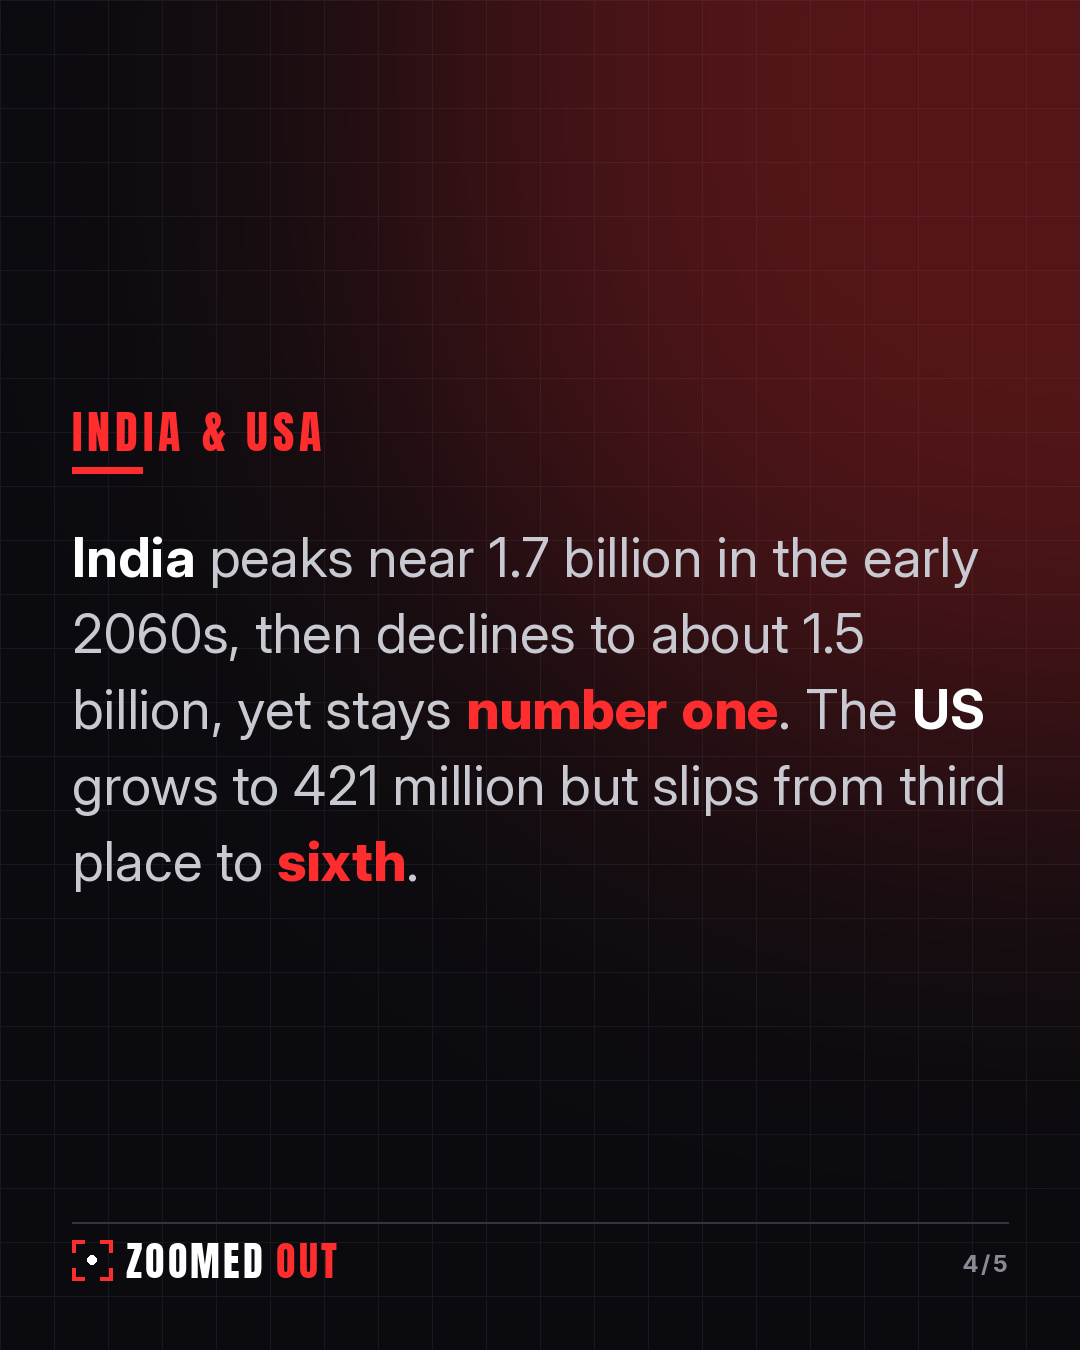 INDIA & USA
India peaks near 1.7 billion in the early
2060s, then declines to about 1.5
billion, yet stays number one. The US
grows to 421 million but slips from third
place to sixth.
ZOOMED OUT
4/5